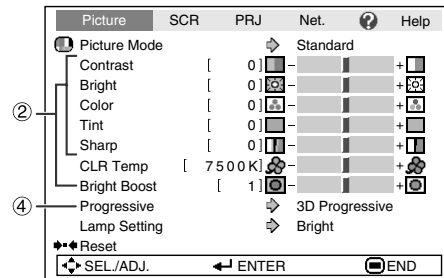 Picture SCR PRJ Net. ? Help
Picture Mode Standard
Contrast [ 0] - +
② Bright [ 0] - +
Color [ 0] - +
Tint [ 0] - +
Sharp [ 0] - +
CLR Temp [ 7500K] - +
Bright Boost [ 1] - +
④ Progressive 3D Progressive
Lamp Setting Bright
Reset
SEL./ADJ. ENTER END